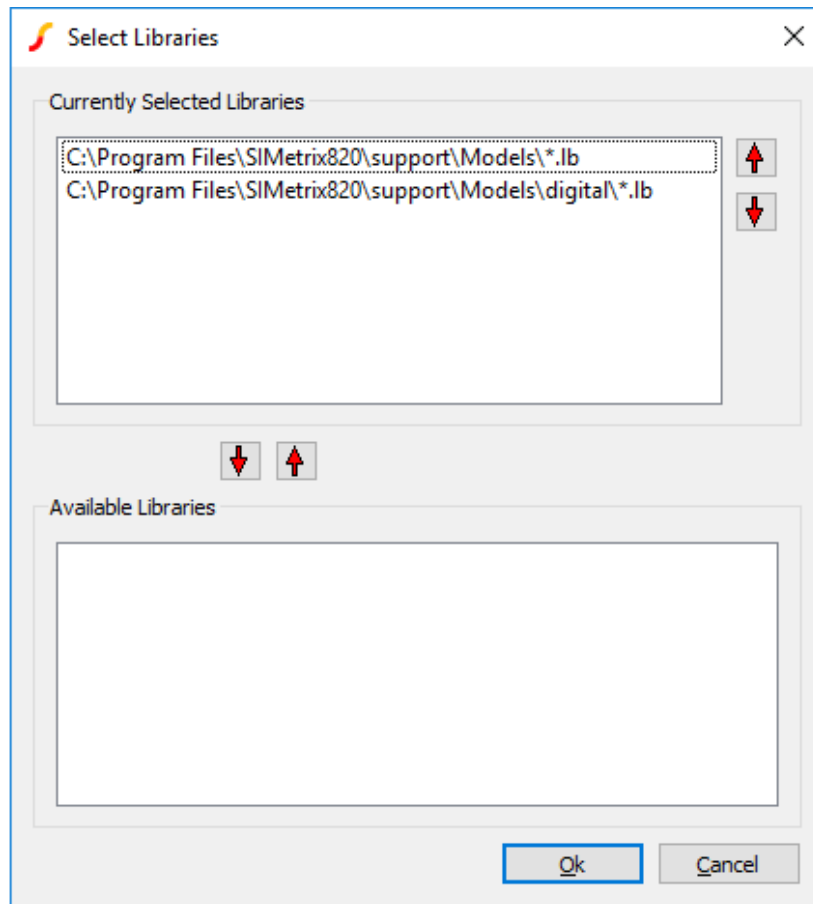 Select Libraries
Currently Selected Libraries
C:\Program Files\SIMetrix820\support\Models\*.lb
C:\Program Files\SIMetrix820\support\Models\digital\*.lb
Available Libraries
Ok
Cancel